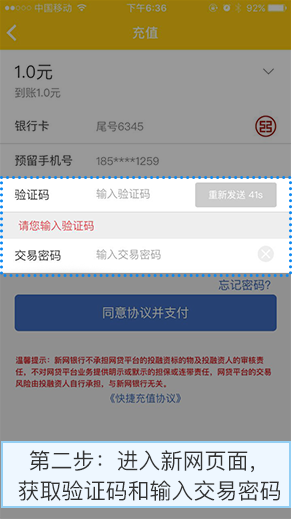 中国移动 下午6:36 92%
充值
1.0元
到账1.0元
银行卡 尾号6345
预留手机号 185****1259
验证码 输入验证码 重新发送 41s
请您输入验证码
交易密码 输入交易密码
忘记密码?
同意协议并支付
温馨提示：新网银行不承担网贷平台的投融资标的物及投融资人的审核责
任，不对网贷平台业务提供明示或默示的担保或连带责任，网贷平台的交易
风险由投融资人自行承担，与新网银行无关。
《快捷充值协议》
第二步：进入新网页面，
获取验证码和输入交易密码